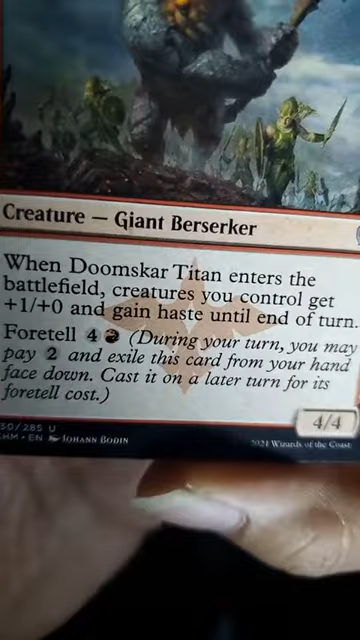 Creature — Giant Berserker
When Doomskar Titan enters the
battlefield, creatures you control get
+1/+0 and gain haste until end of turn.
Foretell 4 (During your turn, you may
pay 2 and exile this card from your hand
face down. Cast it on a later turn for its
foretell cost.)
4/4
30/285 U
KHM • EN Johann Bodin
2021 Wizards of the Coast